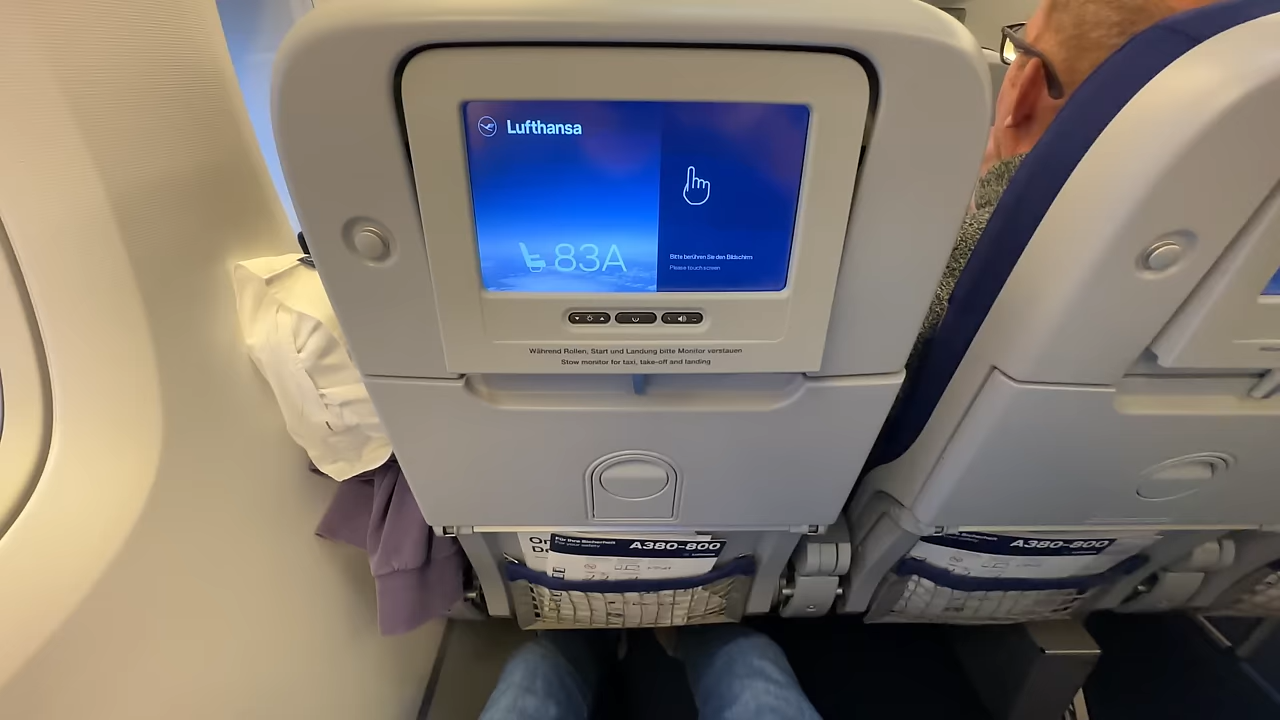 Lufthansa
83A
Bitte berühren Sie den Bildschirm
Please touch screen
Während Rollen, Start und Landung bitte Monitor verstauen
Stow monitor for taxi, take-off and landing
Für Ihre Sicherheit
For your safety
A380-800
Lufthansa
A380-800